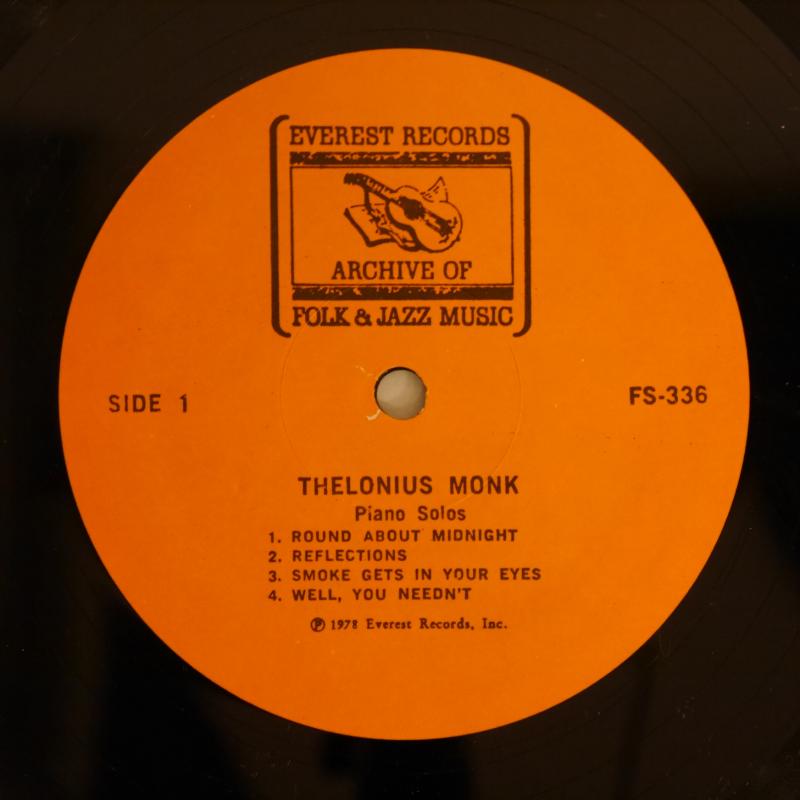 EVEREST RECORDS
ARCHIVE OF
FOLK & JAZZ MUSIC
SIDE 1
FS-336
THELONIUS MONK
Piano Solos
1. ROUND ABOUT MIDNIGHT
2. REFLECTIONS
3. SMOKE GETS IN YOUR EYES
4. WELL, YOU NEEDN'T
℗ 1978 Everest Records, Inc.